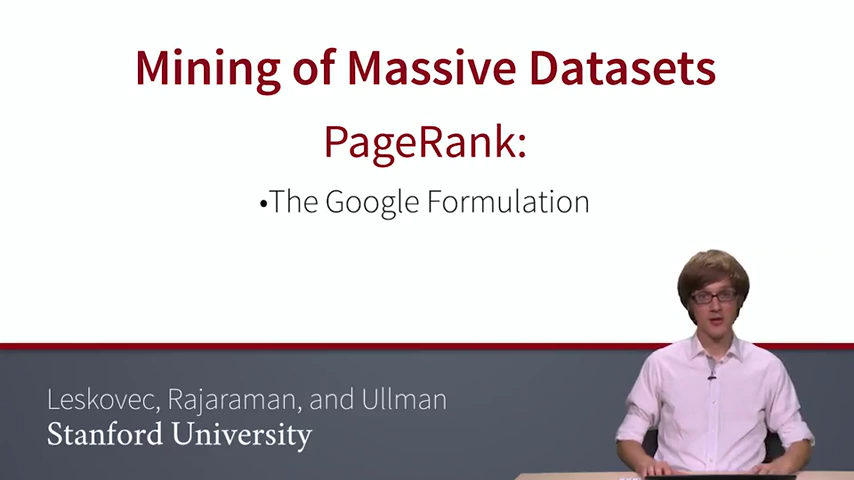 Mining of Massive Datasets
PageRank:
•The Google Formulation
Leskovec, Rajaraman, and Ullman
Stanford University